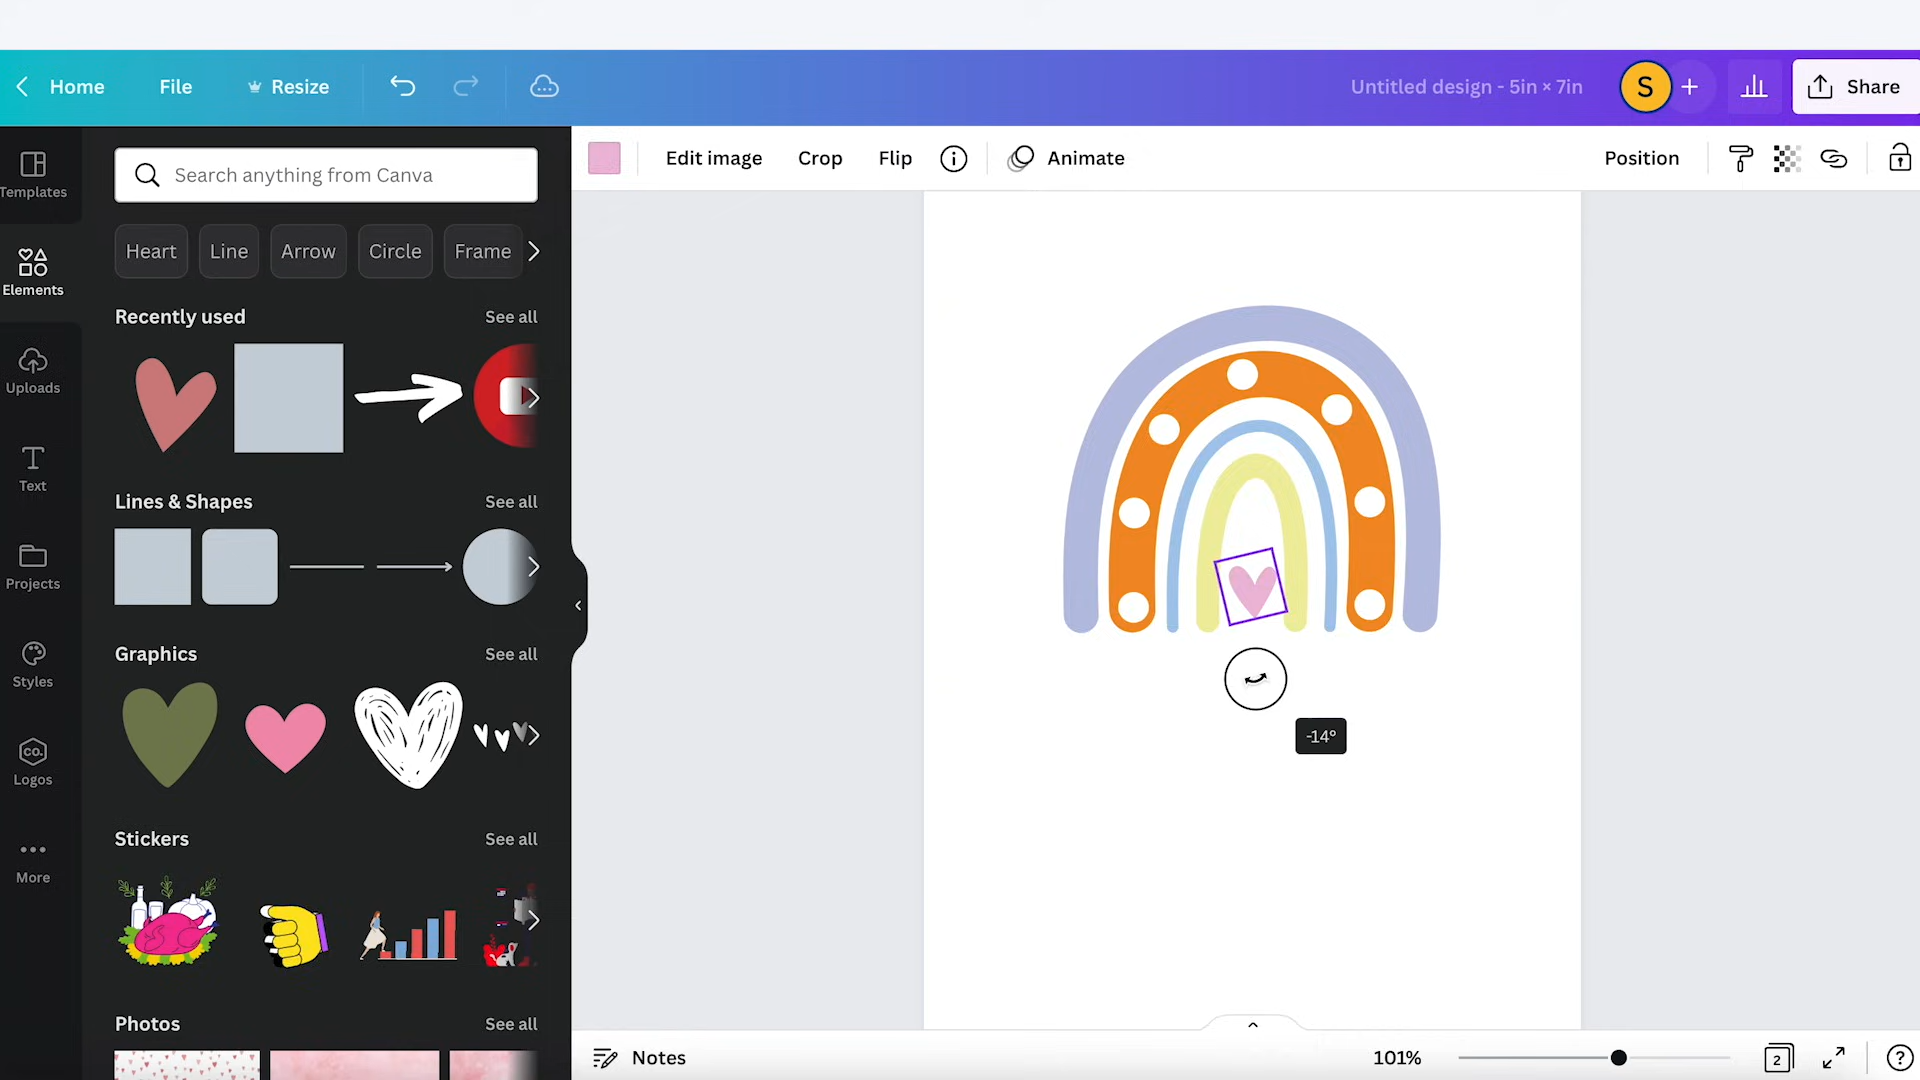 Home File Resize Untitled design - 5in × 7in S + Share
Search anything from Canva
Edit image Crop Flip Animate Position
Templates
Elements
Uploads
Text
Projects
Styles
CO.
Logos
More
Heart Line Arrow Circle Frame
Recently used See all
Lines & Shapes See all
Graphics See all
Stickers See all
Photos See all
-14°
Notes 101% 2 ?